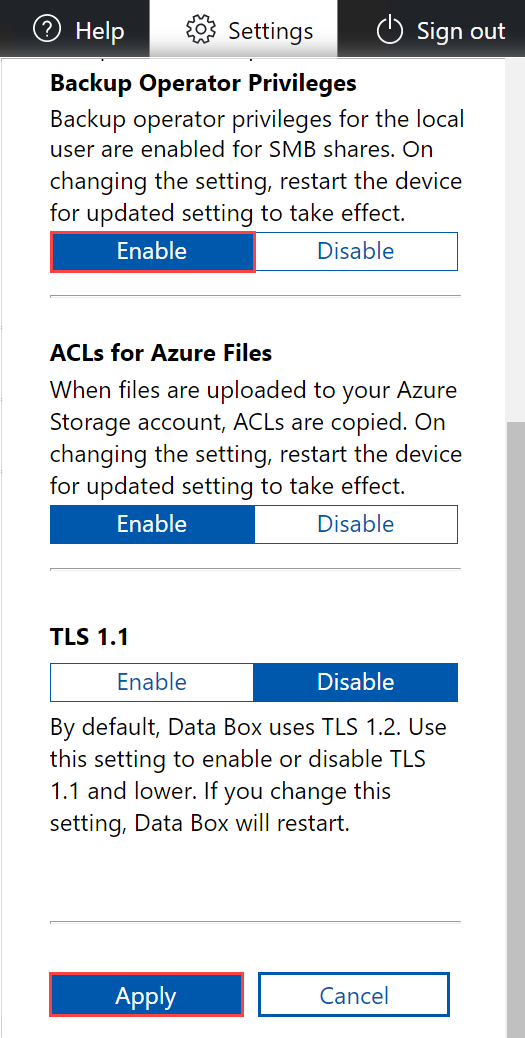 Help Settings Sign out
Backup Operator Privileges
Backup operator privileges for the local
user are enabled for SMB shares. On
changing the setting, restart the device
for updated setting to take effect.
Enable Disable
ACLs for Azure Files
When files are uploaded to your Azure
Storage account, ACLs are copied. On
changing the setting, restart the device
for updated setting to take effect.
Enable Disable
TLS 1.1
Enable Disable
By default, Data Box uses TLS 1.2. Use
this setting to enable or disable TLS
1.1 and lower. If you change this
setting, Data Box will restart.
Apply Cancel